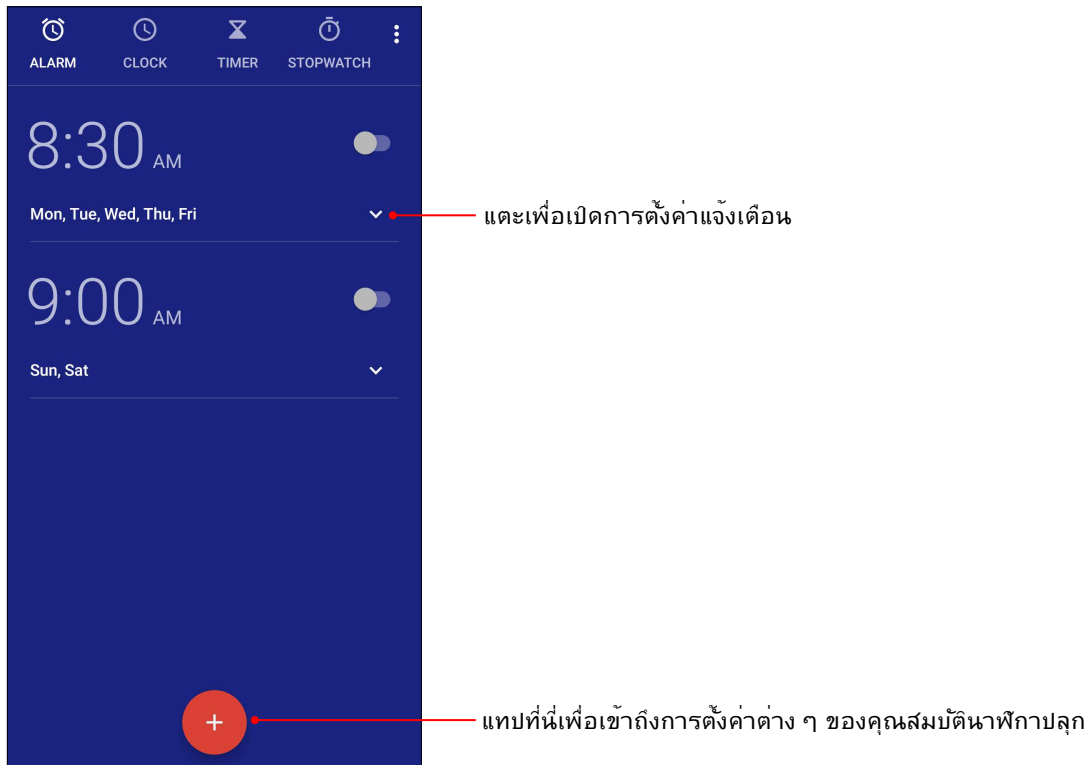 ALARM CLOCK TIMER STOPWATCH
8:30 AM
Mon, Tue, Wed, Thu, Fri
แตะเพื่อเปิดการตั้งค่าแจ้งเตือน
9:00 AM
Sun, Sat
+
แทปที่นี่เพื่อเข้าถึงการตั้งค่าต่าง ๆ ของคุณสมบัตินาฬิกาปลุก